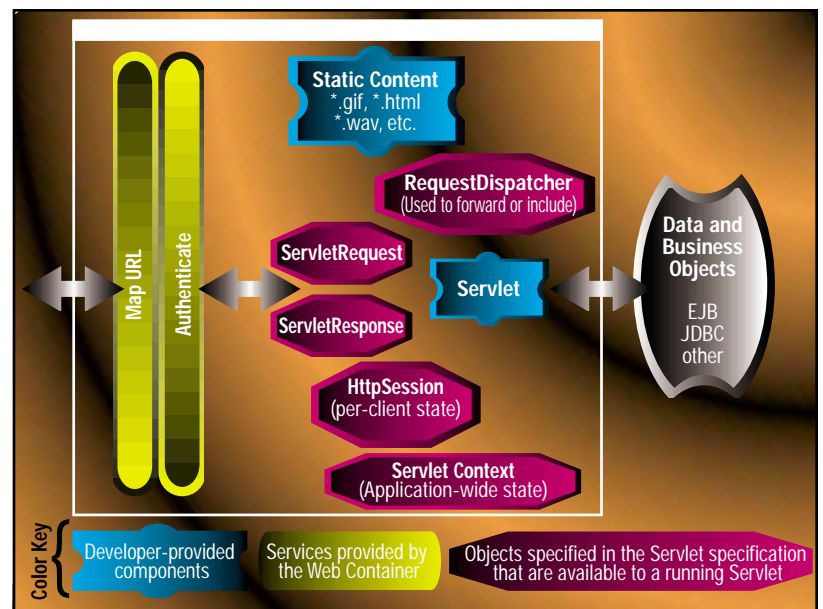 Static Content
*.gif, *.html
*.wav, etc.
RequestDispatcher
(Used to forward or include)
Map URL
Authenticate
ServletRequest
Servlet
ServletResponse
HttpSession
(per-client state)
Servlet Context
(Application-wide state)
Data and
Business
Objects
EJB
JDBC
other
Color Key
Developer-provided
components
Services provided by
the Web Container
Objects specified in the Servlet specification
that are available to a running Servlet